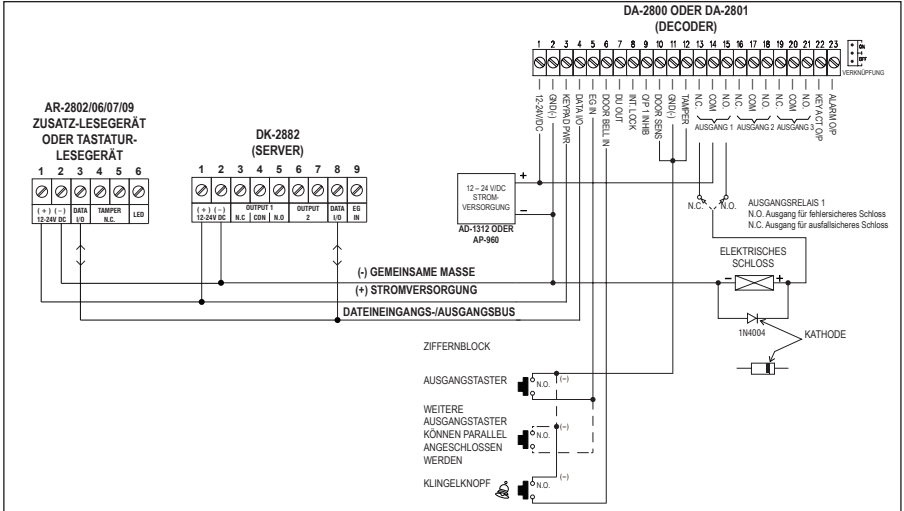 DA-2800 ODER DA-2801
(DECODER)
1 2 3 4 5 6 7 8 9 10 11 12 13 14 15 16 17 18 19 20 21 22 23
ON
OFF
VERKNÜPFUNG
12-24V/DC
GND(-)
KEYPAD PWR
DATA I/O
EG IN
DOOR BELL IN
DU OUT
INT. LOCK
O/P 1 INHIB
DOOR SENS
GND(-)
TAMPER
N.C.
COM
N.O.
N.C.
COM
N.O.
N.C.
COM
N.O.
KEY ACT O/P
ALARM O/P
AUSGANG 1 AUSGANG 2 AUSGANG 3
AR-2802/06/07/09
ZUSATZ-LESEGERÄT
ODER TASTATUR-
LESEGERÄT
1 2 3 4 5 6
(+) (–) DATA TAMPER LED
12-24V DC I/O N.C.
DK-2882
(SERVER)
1 2 3 4 5 6 7 8 9
(+) (–) OUTPUT 1 OUTPUT DATA EG
12-24V DC N.C CON N.O 2 I/O IN
+
12 – 24 V/DC
STROM-
VERSORGUNG
–
AD-1312 ODER
AP-960
N.C. N.O.
AUSGANGSRELAIS 1
N.O. Ausgang für fehlersicheres Schloss
N.C. Ausgang für ausfallsicheres Schloss
ELEKTRISCHES
SCHLOSS
– +
1N4004
KATHODE
(-) GEMEINSAME MASSE
(+) STROMVERSORGUNG
DATEINEINGANGS-/AUSGANGSBUS
ZIFFERNBLOCK
AUSGANGSTASTER
N.O.
(–)
WEITERE
AUSGANGSTASTER
KÖNNEN PARALLEL
ANGESCHLOSSEN
WERDEN
N.O.
(–)
KLINGELKNOPF
N.O.
(–)